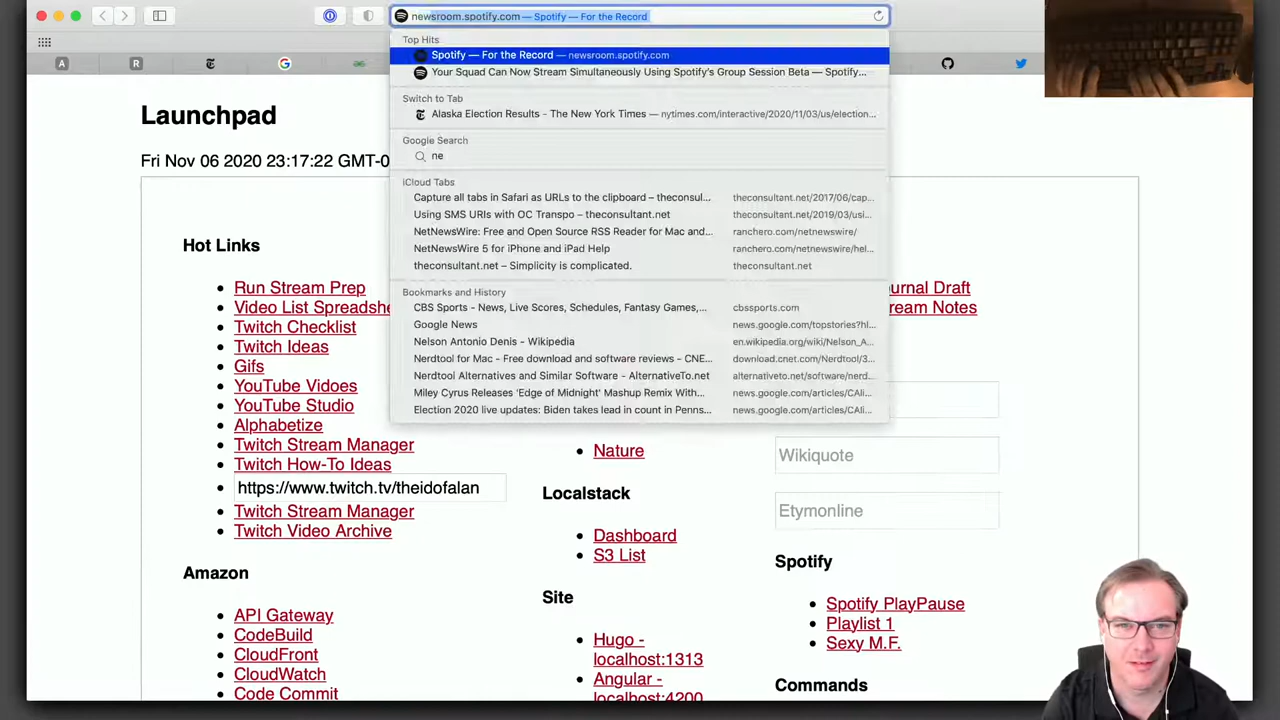 newsroom.spotify.com — Spotify — For the Record
Top Hits
Spotify — For the Record — newsroom.spotify.com
Your Squad Can Now Stream Simultaneously Using Spotify's Group Session Beta — Spotify...
Switch to Tab
Alaska Election Results - The New York Times — nytimes.com/interactive/2020/11/03/us/election...
Google Search
ne
iCloud Tabs
Capture all tabs in Safari as URLs to the clipboard – theconsul... theconsultant.net/2017/06/cap...
Using SMS URIs with OC Transpo – theconsultant.net theconsultant.net/2019/03/usi...
NetNewsWire: Free and Open Source RSS Reader for Mac and... ranchero.com/netnewswire/
NetNewsWire 5 for iPhone and iPad Help ranchero.com/netnewswire/hel...
theconsultant.net – Simplicity is complicated. theconsultant.net
Bookmarks and History
CBS Sports - News, Live Scores, Schedules, Fantasy Games,... cbssports.com
Google News news.google.com/topstories?hl...
Nelson Antonio Denis - Wikipedia en.wikipedia.org/wiki/Nelson_A...
Nerdtool for Mac - Free download and software reviews - CNE... download.cnet.com/Nerdtool/3...
Nerdtool Alternatives and Similar Software - AlternativeTo.net alternativeto.net/software/nerd...
Miley Cyrus Releases 'Edge of Midnight' Mashup Remix With... news.google.com/articles/CAIi...
Election 2020 live updates: Biden takes lead in count in Penns... news.google.com/articles/CAIi...
A
R
Launchpad
Fri Nov 06 2020 23:17:22 GMT-0
Hot Links
Run Stream Prep
Video List Spreadshe
Twitch Checklist
Twitch Ideas
Gifs
YouTube Vidoes
YouTube Studio
Alphabetize
Twitch Stream Manager
Twitch How-To Ideas
https://www.twitch.tv/theidofalan
Twitch Stream Manager
Twitch Video Archive
Amazon
API Gateway
CodeBuild
CloudFront
CloudWatch
Code Commit
Nature
Localstack
Dashboard
S3 List
Site
Hugo -
localhost:1313
Angular -
localhost:4200
urnal Draft
ream Notes
Wikiquote
Etymonline
Spotify
Spotify PlayPause
Playlist 1
Sexy M.F.
Commands